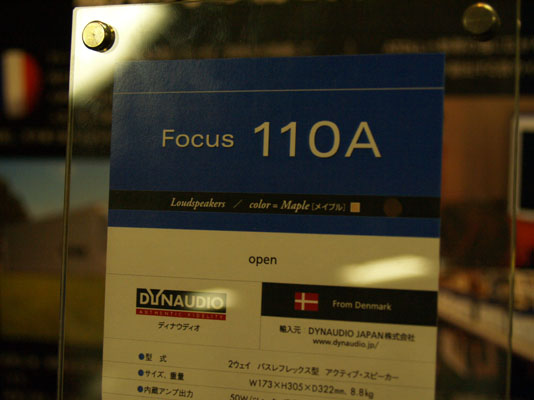 Focus 110A
Loudspeakers / color = Maple [メイプル]
open
DYNAUDIO
AUTHENTIC FIDELITY
ディナウディオ
From Denmark
輸入元 DYNAUDIO JAPAN株式会社
www.dynaudio.jp/
●型 式 2ウェイ バスレフレックス型 アクティブ・スピーカー
●サイズ、重量 W173×H305×D322mm、8.8kg
●内蔵アンプ出力